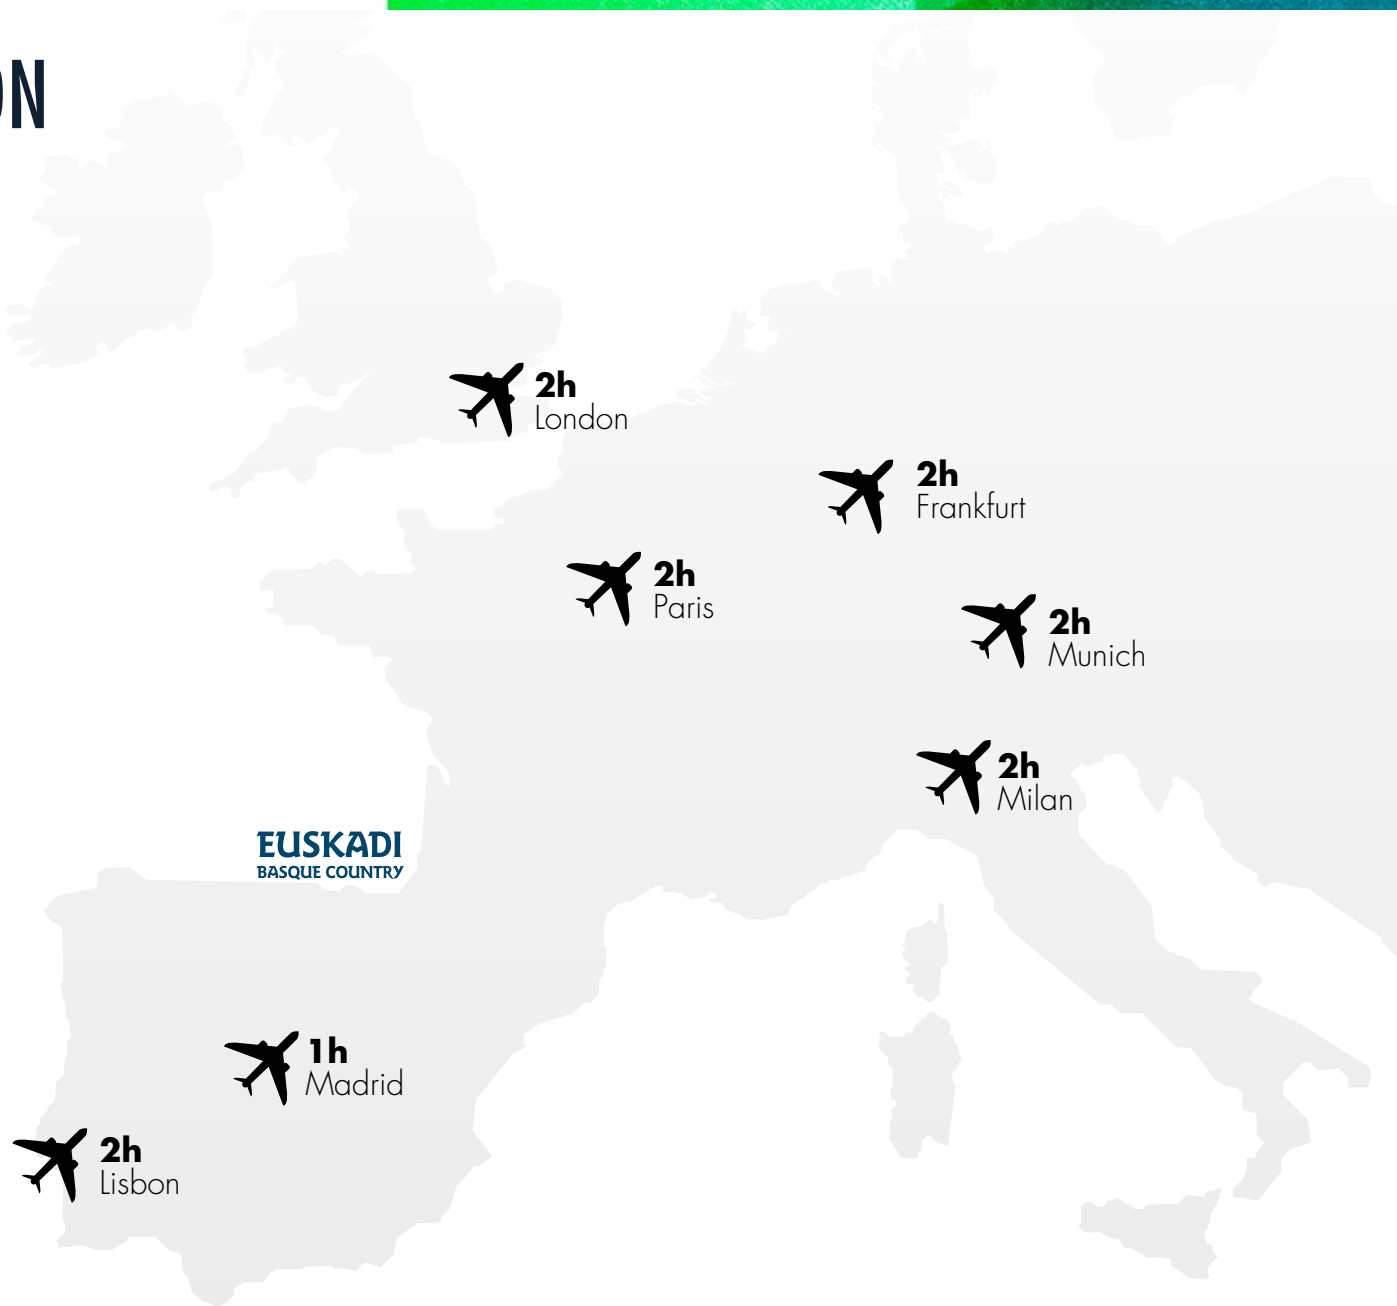 ON
2h
London
2h
Frankfurt
2h
Paris
2h
Munich
2h
Milan
EUSKADI
BASQUE COUNTRY
1h
Madrid
2h
Lisbon